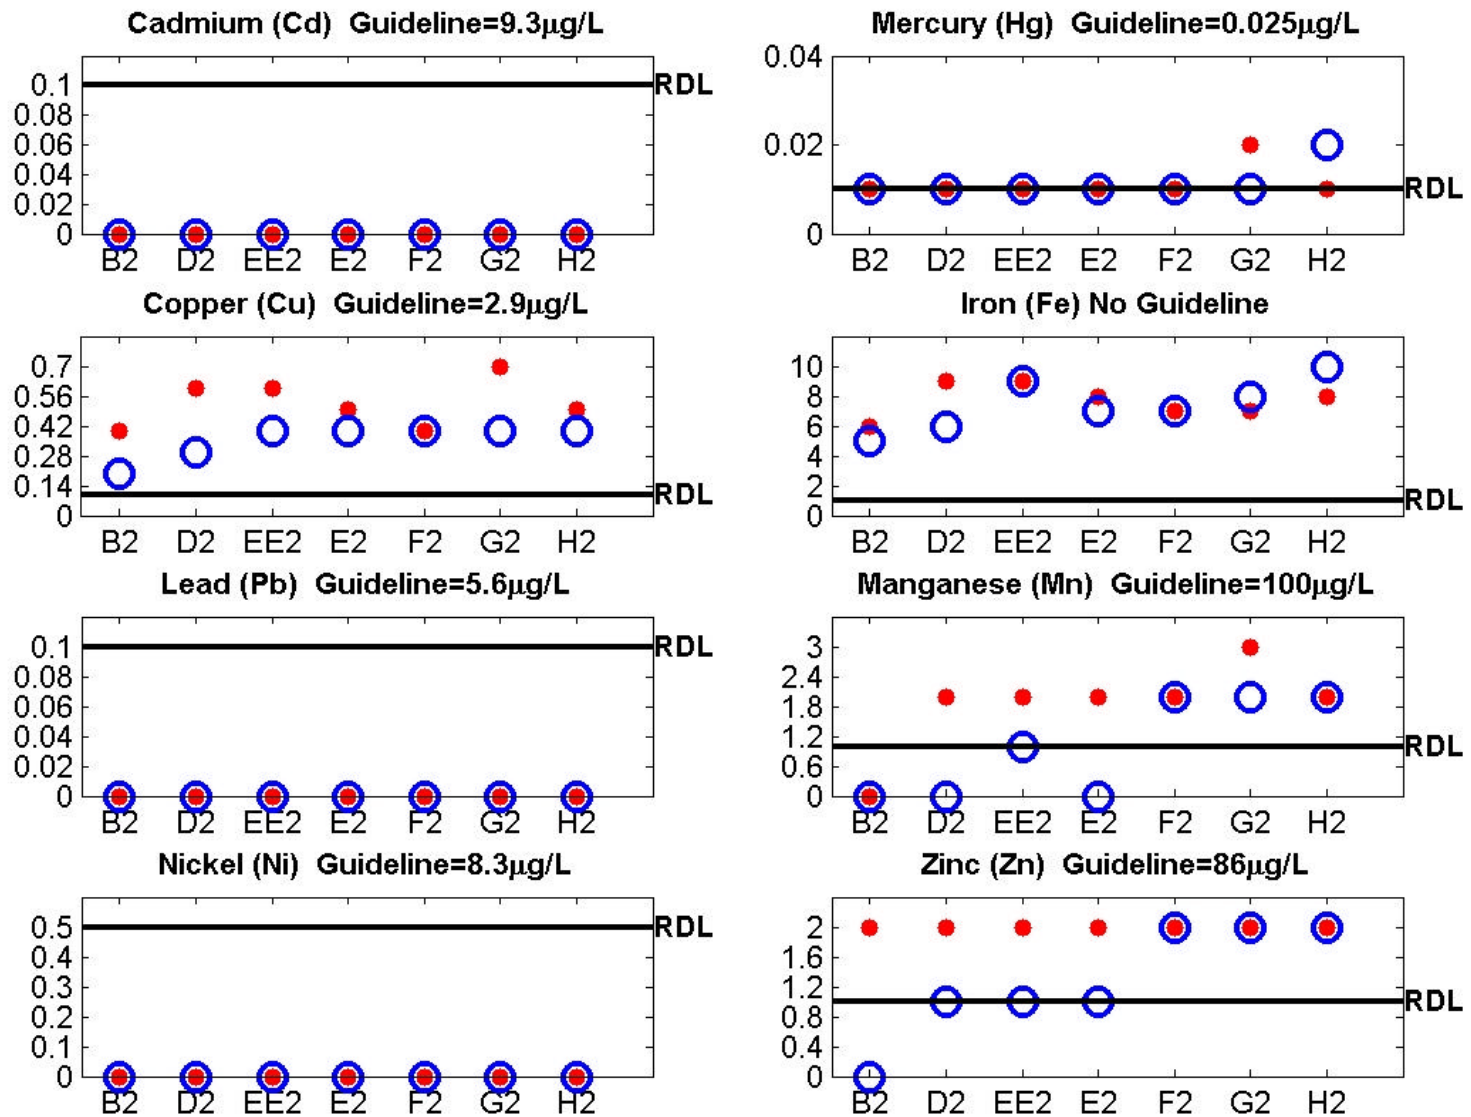 Cadmium (Cd)  Guideline=9.3μg/L
0.1
0.08
0.06
0.04
0.02
0
RDL
B2 D2 EE2 E2 F2 G2 H2
Mercury (Hg)  Guideline=0.025μg/L
0.04
0.02
0
RDL
B2 D2 EE2 E2 F2 G2 H2
Copper (Cu)  Guideline=2.9μg/L
0.7
0.56
0.42
0.28
0.14
0
RDL
B2 D2 EE2 E2 F2 G2 H2
Iron (Fe) No Guideline
10
8
6
4
2
0
RDL
B2 D2 EE2 E2 F2 G2 H2
Lead (Pb)  Guideline=5.6μg/L
0.1
0.08
0.06
0.04
0.02
0
RDL
B2 D2 EE2 E2 F2 G2 H2
Manganese (Mn)  Guideline=100μg/L
3
2.4
1.8
1.2
0.6
0
RDL
B2 D2 EE2 E2 F2 G2 H2
Nickel (Ni)  Guideline=8.3μg/L
0.5
0.4
0.3
0.2
0.1
0
RDL
B2 D2 EE2 E2 F2 G2 H2
Zinc (Zn)  Guideline=86μg/L
2
1.6
1.2
0.8
0.4
0
RDL
B2 D2 EE2 E2 F2 G2 H2